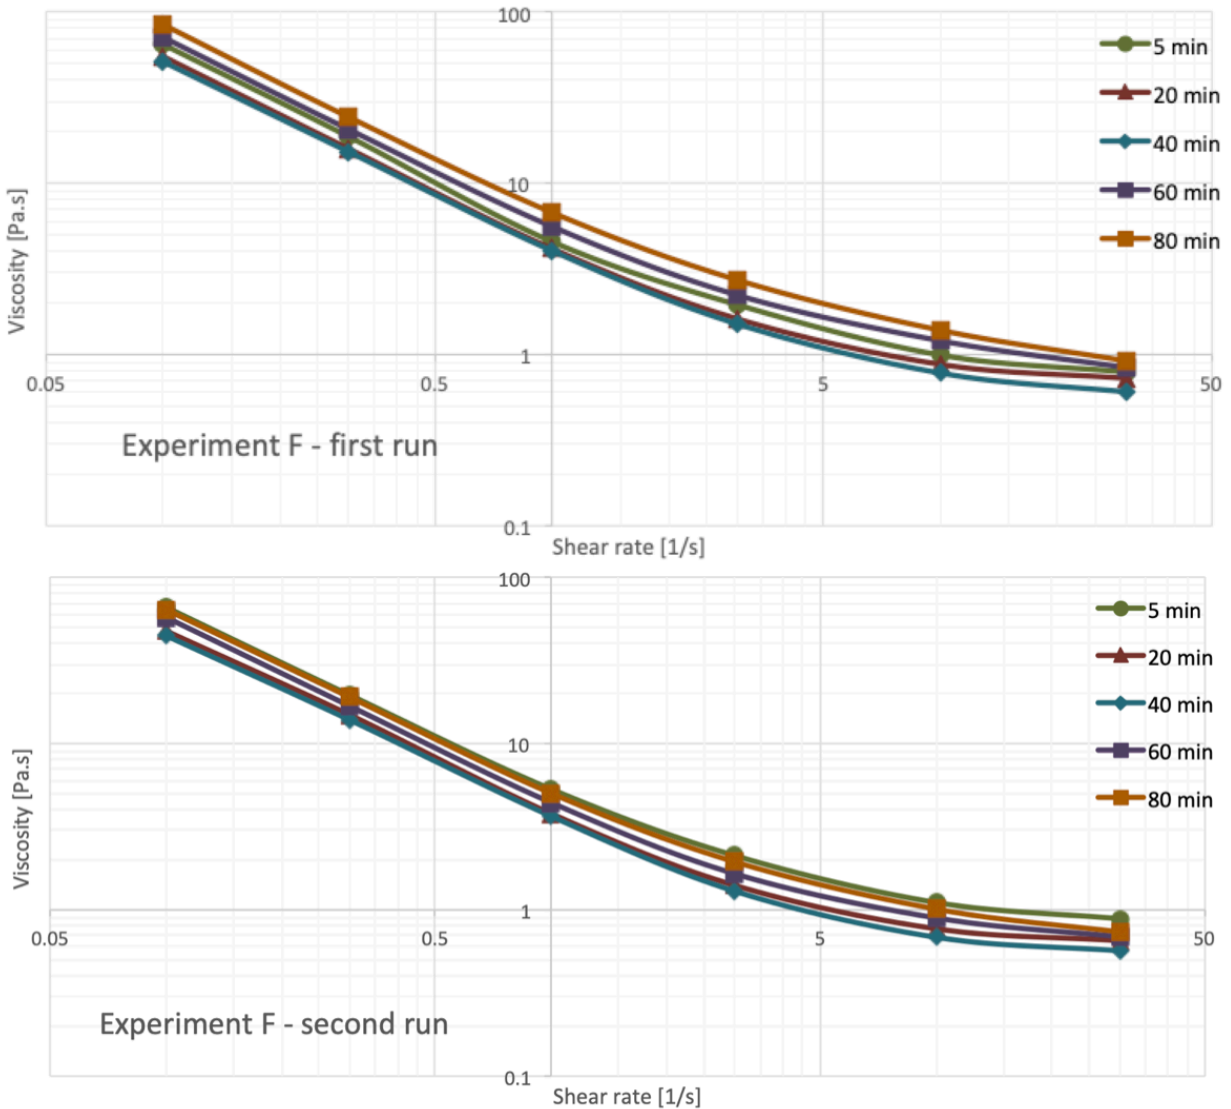 100
5 min
20 min
40 min
60 min
80 min
10
1
0.05
0.5
5
50
0.1
Viscosity [Pa.s]
Experiment F - first run
Shear rate [1/s]
100
5 min
20 min
40 min
60 min
80 min
10
1
0.05
0.5
5
50
0.1
Viscosity [Pa.s]
Experiment F - second run
Shear rate [1/s]